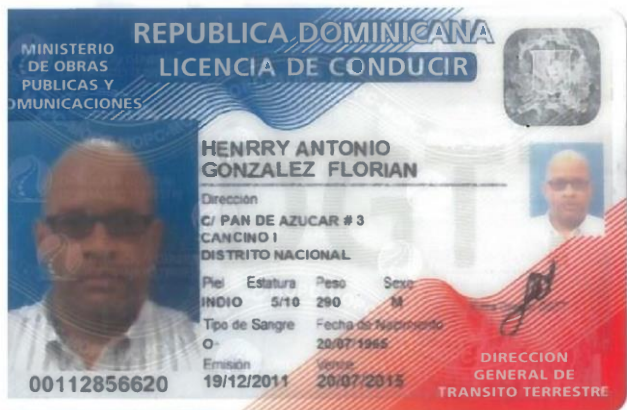 REPUBLICA DOMINICANA
LICENCIA DE CONDUCIR
MINISTERIO
DE OBRAS
PUBLICAS Y
OMUNICACIONES
HENRRY ANTONIO
GONZALEZ FLORIAN
Dirección
C/ PAN DE AZUCAR # 3
CANCINO I
DISTRITO NACIONAL
Piel Estatura Peso Sexo
INDIO 5/10 290 M
Tipo de Sangre Fecha de Nacimiento
O- 20/07/1965
Emisión Vence
19/12/2011 20/07/2015
00112856620
DIRECCION
GENERAL DE
TRANSITO TERRESTRE